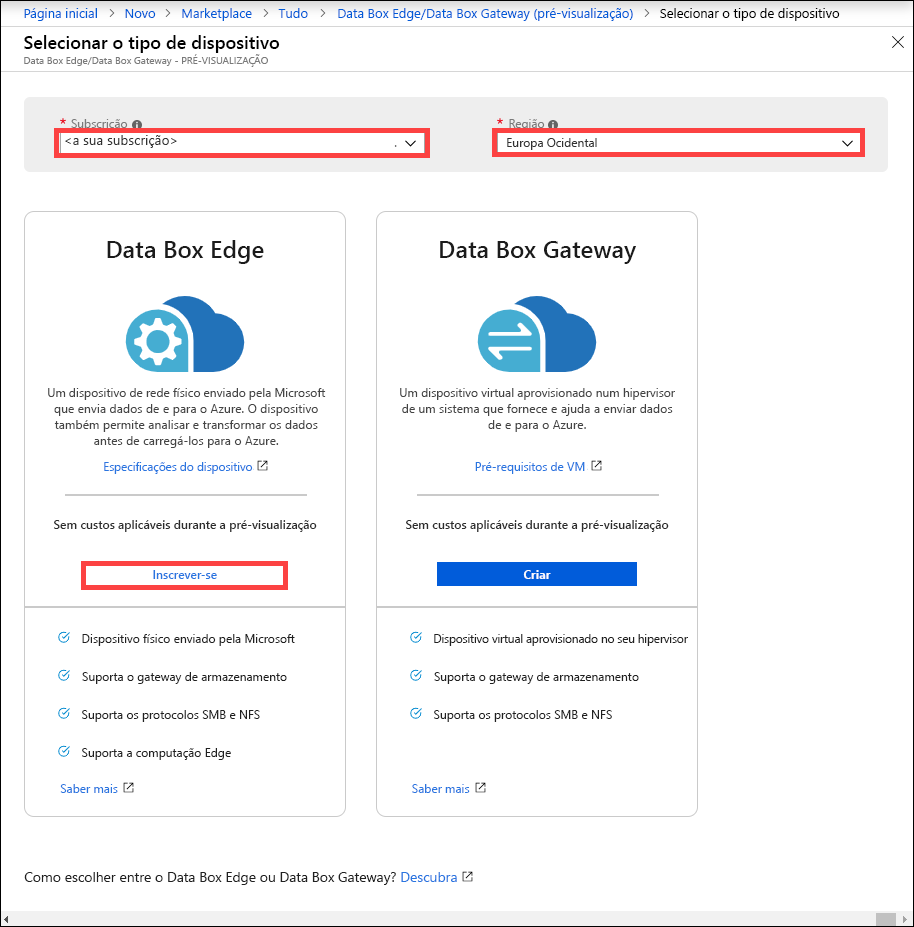 Página inicial > Novo > Marketplace > Tudo > Data Box Edge/Data Box Gateway (pré-visualização) > Selecionar o tipo de dispositivo
Selecionar o tipo de dispositivo
Data Box Edge/Data Box Gateway - PRÉ-VISUALIZAÇÃO
* Subscrição
<a sua subscrição>
* Região
Europa Ocidental
Data Box Edge
Um dispositivo de rede físico enviado pela Microsoft
que envia dados de e para o Azure. O dispositivo
também permite analisar e transformar os dados
antes de carregá-los para o Azure.
Especificações do dispositivo
Sem custos aplicáveis durante a pré-visualização
Inscrever-se
Dispositivo físico enviado pela Microsoft
Suporta o gateway de armazenamento
Suporta os protocolos SMB e NFS
Suporta a computação Edge
Saber mais
Data Box Gateway
Um dispositivo virtual aprovisionado num hipervisor
de um sistema que fornece e ajuda a enviar dados
de e para o Azure.
Pré-requisitos de VM
Sem custos aplicáveis durante a pré-visualização
Criar
Dispositivo virtual aprovisionado no seu hipervisor
Suporta o gateway de armazenamento
Suporta os protocolos SMB e NFS
Saber mais
Como escolher entre o Data Box Edge ou Data Box Gateway? Descubra